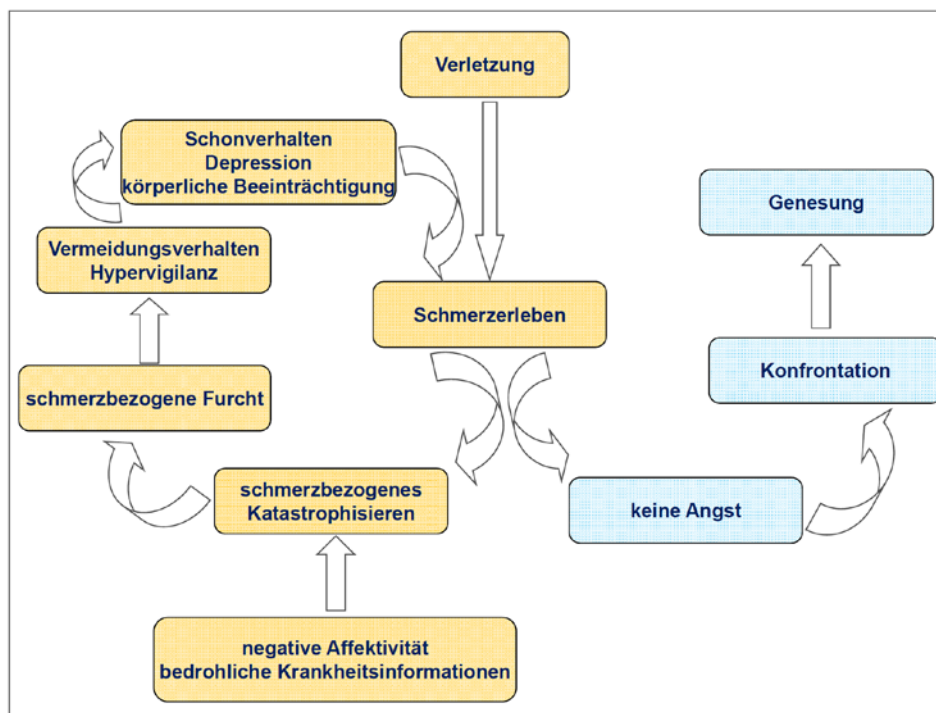 Verletzung
Schonverhalten
Depression
körperliche Beeinträchtigung
Genesung
Vermeidungsverhalten
Hypervigilanz
Schmerzerleben
Konfrontation
schmerzbezogene Furcht
schmerzbezogenes
Katastrophisieren
keine Angst
negative Affektivität
bedrohliche Krankheitsinformationen